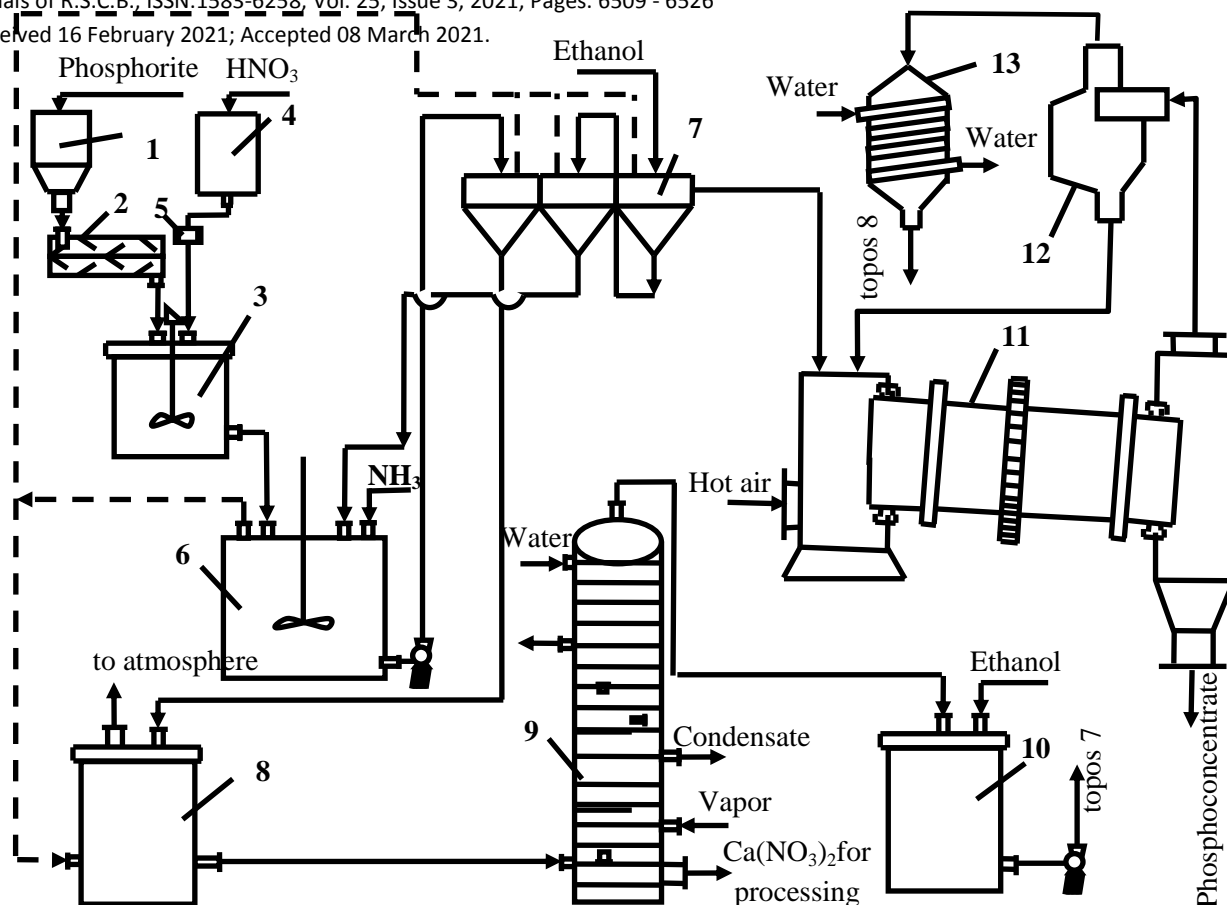 nals of R.S.C.B., ISSN:1583-6258, Vol. 25, Issue 3, 2021, Pages. 6509 - 6526
eived 16 February 2021; Accepted 08 March 2021.
Phosphorite
HNO₃
Ethanol
Water
13
Water
1
4
7
2
5
topos 8
12
3
11
NH₃
Hot air
Water
6
to atmosphere
Ethanol
9
Condensate
8
10
topos 7
Vapor
Ca(NO₃)₂for
processing
Phosphoconcentrate